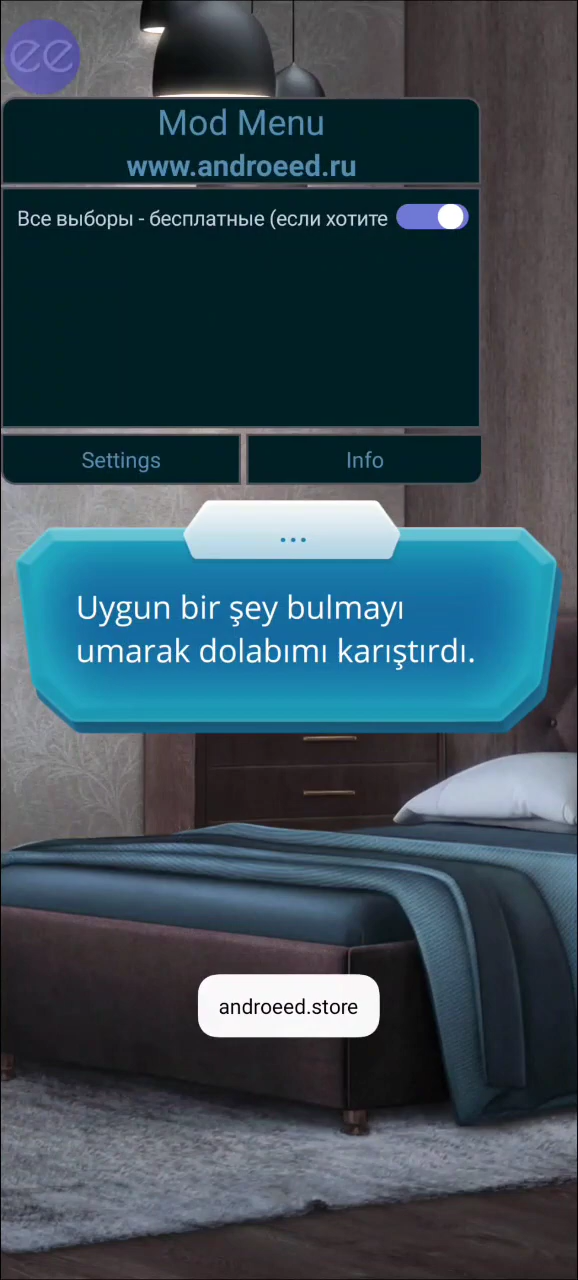 ee
Mod Menu
www.androeed.ru
Все выборы - бесплатные (если хотите
Settings
Info
...
Uygun bir şey bulmayı
umarak dolabımı karıştırdı.
androeed.store